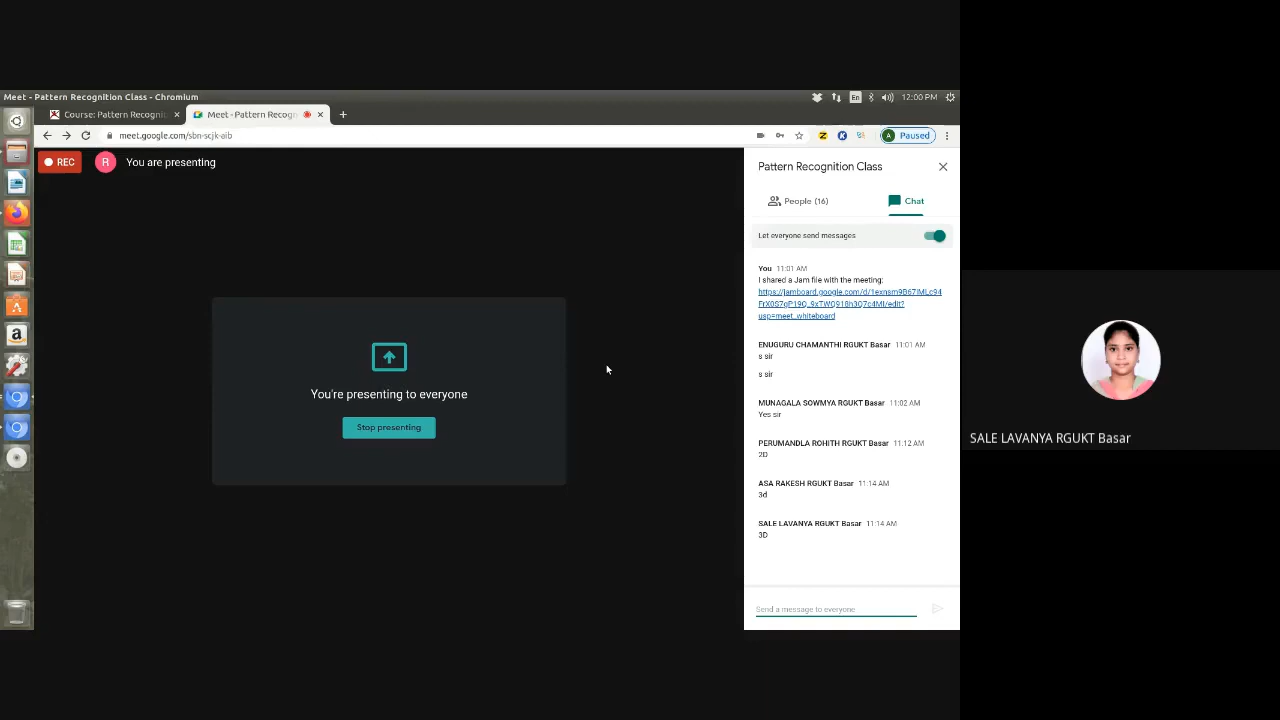 Meet - Pattern Recognition Class - Chromium
En
12:00 PM
Course: Pattern Recognit
Meet - Pattern Recogn
meet.google.com/sbn-scjk-aib
A
Paused
REC
R
You are presenting
Pattern Recognition Class
People (16)
Chat
Let everyone send messages
You 11:01 AM
I shared a Jam file with the meeting:
usp=meet_whiteboard
ENUGURU CHAMANTHI RGUKT Basar 11:01 AM
s sir
s sir
MUNAGALA SOWMYA RGUKT Basar 11:02 AM
Yes sir
PERUMANDLA ROHITH RGUKT Basar 11:12 AM
2D
ASA RAKESH RGUKT Basar 11:14 AM
3d
SALE LAVANYA RGUKT Basar 11:14 AM
3D
Send a message to everyone
You're presenting to everyone
Stop presenting
SALE LAVANYA RGUKT Basar